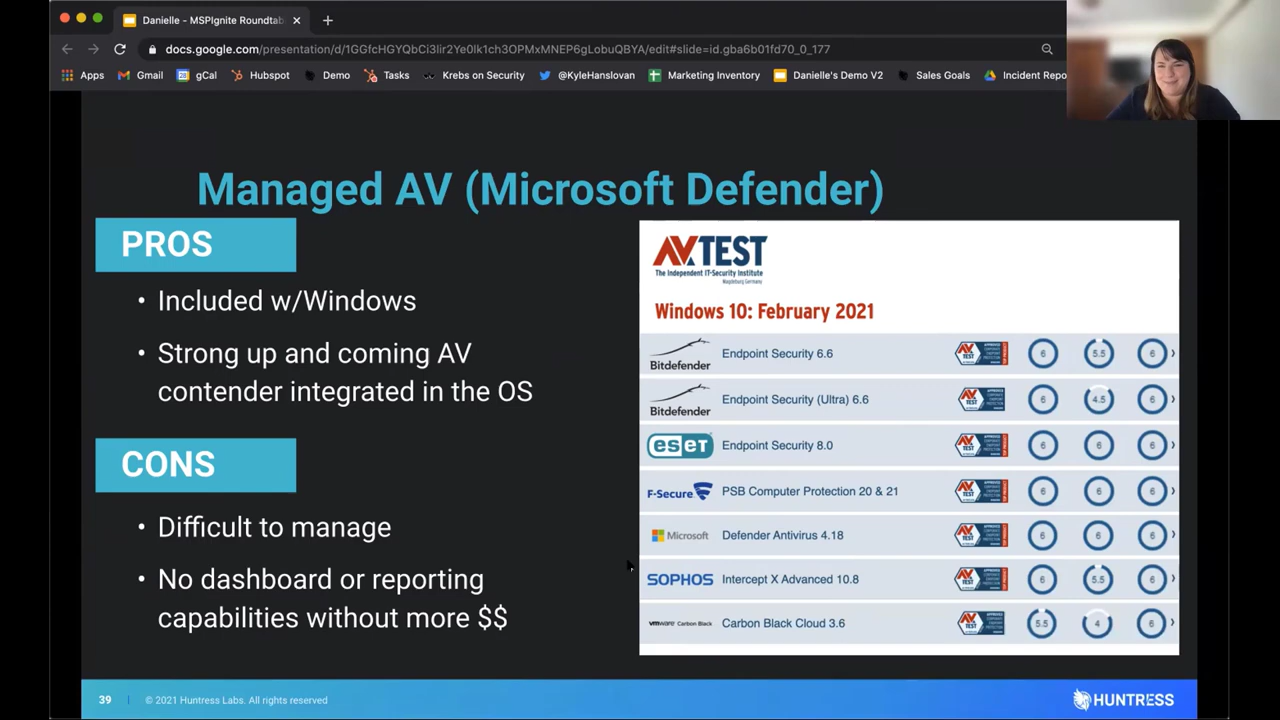 Danielle - MSPIgnite Roundtab
docs.google.com/presentation/d/1GGfcHGYQbCi3lir2Ye0lk1ch3OPMxMNEP6gLobuQBYA/edit#slide=id.gba6b01fd70_0_177
Apps Gmail gCal Hubspot Demo Tasks Krebs on Security @KyleHanslovan Marketing Inventory Danielle's Demo V2 Sales Goals Incident Repo
Managed AV (Microsoft Defender)
PROS
• Included w/Windows
• Strong up and coming AV
contender integrated in the OS
CONS
• Difficult to manage
• No dashboard or reporting
capabilities without more $$
AV TEST
The Independent IT-Security Institute
Magdeburg Germany
Windows 10: February 2021
Bitdefender Endpoint Security 6.6 6 5.5 6
Bitdefender Endpoint Security (Ultra) 6.6 6 4.5 6
eseT Endpoint Security 8.0 6 6 6
F-Secure PSB Computer Protection 20 & 21 6 6 6
Microsoft Defender Antivirus 4.18 6 6 6
SOPHOS Intercept X Advanced 10.8 6 5.5 6
vmware Carbon Black Carbon Black Cloud 3.6 5.5 4 6
39 | © 2021 Huntress Labs. All rights reserved
HUNTRESS